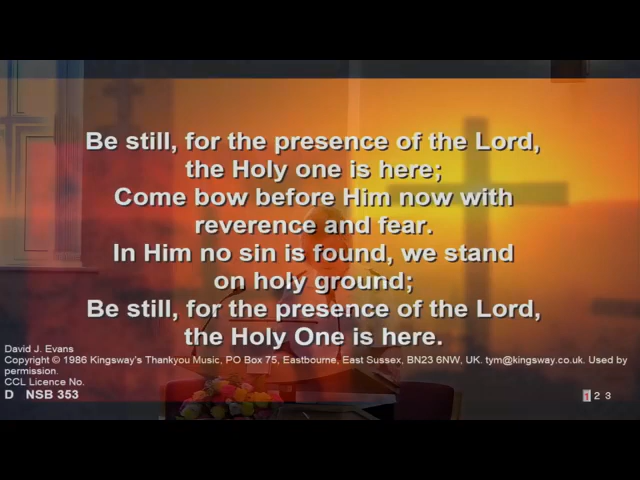 Be still, for the presence of the Lord,
the Holy one is here;
Come bow before Him now with
reverence and fear.
In Him no sin is found, we stand
on holy ground;
Be still, for the presence of the Lord,
the Holy One is here.
David J. Evans
Copyright © 1986 Kingsway's Thankyou Music, PO Box 75, Eastbourne, East Sussex, BN23 6NW, UK. tym@kingsway.co.uk. Used by
permission.
CCL Licence No.
D NSB 353
1 2 3